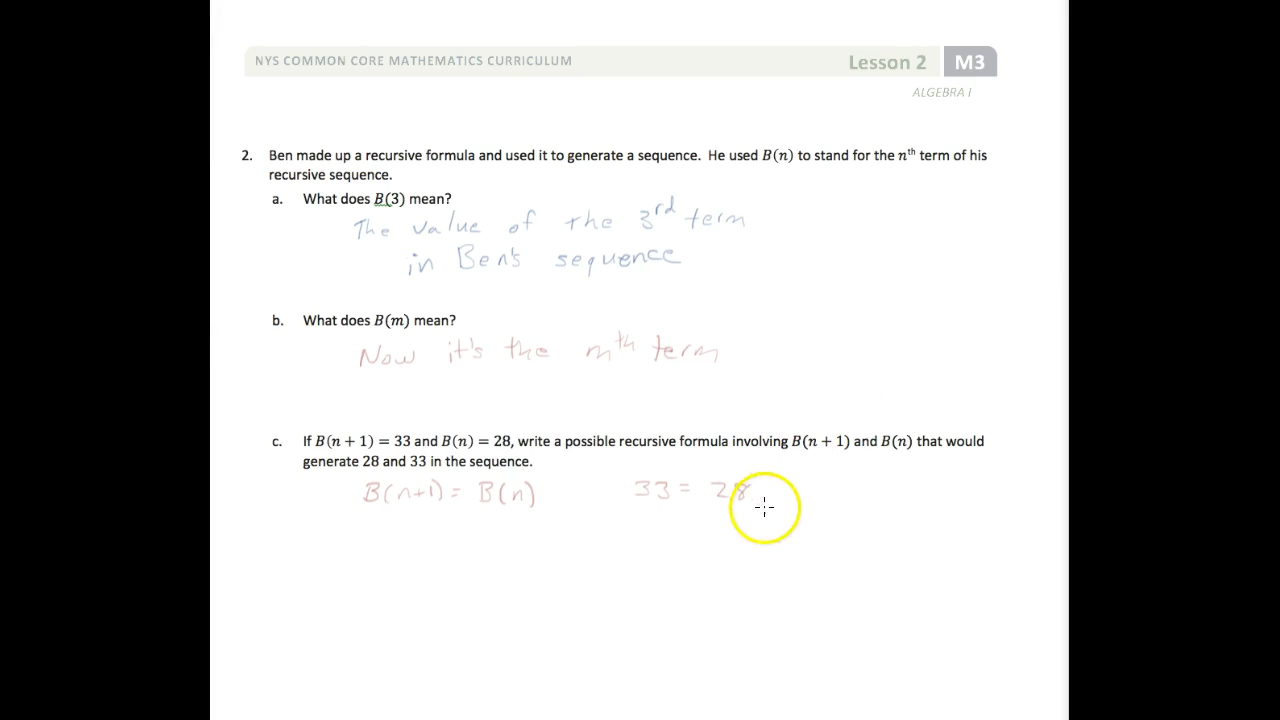 NYS COMMON CORE MATHEMATICS CURRICULUM Lesson 2 M3
ALGEBRA I
2. Ben made up a recursive formula and used it to generate a sequence. He used B(n) to stand for the nth term of his
recursive sequence.
a. What does B(3) mean?
The value of the 3rd term
in Ben's sequence
b. What does B(m) mean?
Now it's the mth term
c. If B(n + 1) = 33 and B(n) = 28, write a possible recursive formula involving B(n + 1) and B(n) that would
generate 28 and 33 in the sequence.
B(n+1) = B(n) 33 = 28